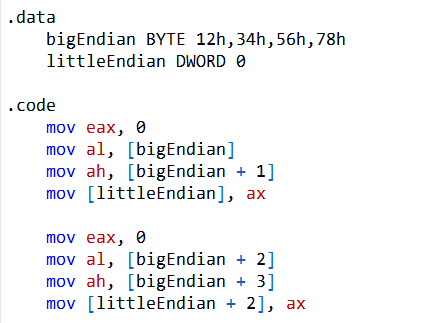 .data
bigEndian BYTE 12h,34h,56h,78h
littleEndian DWORD 0
.code
mov eax, 0
mov al, [bigEndian]
mov ah, [bigEndian + 1]
mov [littleEndian], ax
mov eax, 0
mov al, [bigEndian + 2]
mov ah, [bigEndian + 3]
mov [littleEndian + 2], ax